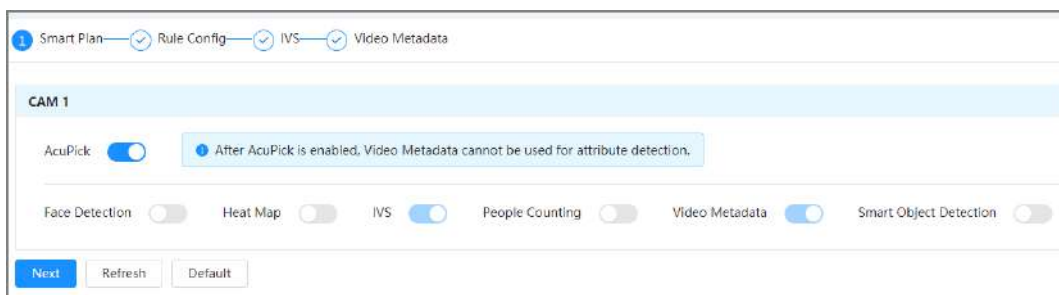 1 Smart Plan Rule Config IVS Video Metadata
CAM 1
AcuPick After AcuPick is enabled, Video Metadata cannot be used for attribute detection.
Face Detection Heat Map IVS People Counting Video Metadata Smart Object Detection
Next Refresh Default